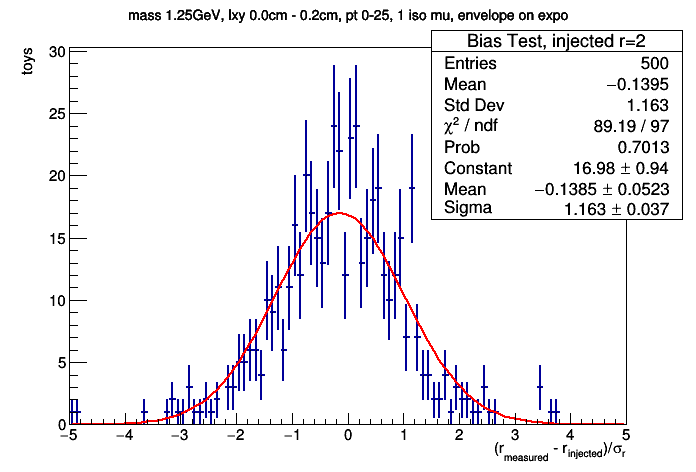 mass 1.25GeV, lxy 0.0cm - 0.2cm, pt 0-25, 1 iso mu, envelope on expo
toys
Bias Test, injected r=2
Entries 500
Mean −0.1395
Std Dev 1.163
χ² / ndf 89.19 / 97
Prob 0.7013
Constant 16.98 ± 0.94
Mean −0.1385 ± 0.0523
Sigma 1.163 ± 0.037
30
25
20
15
10
5
0
−5 −4 −3 −2 −1 0 1 2 3 4 5
(r_measured - r_injected)/σ_r